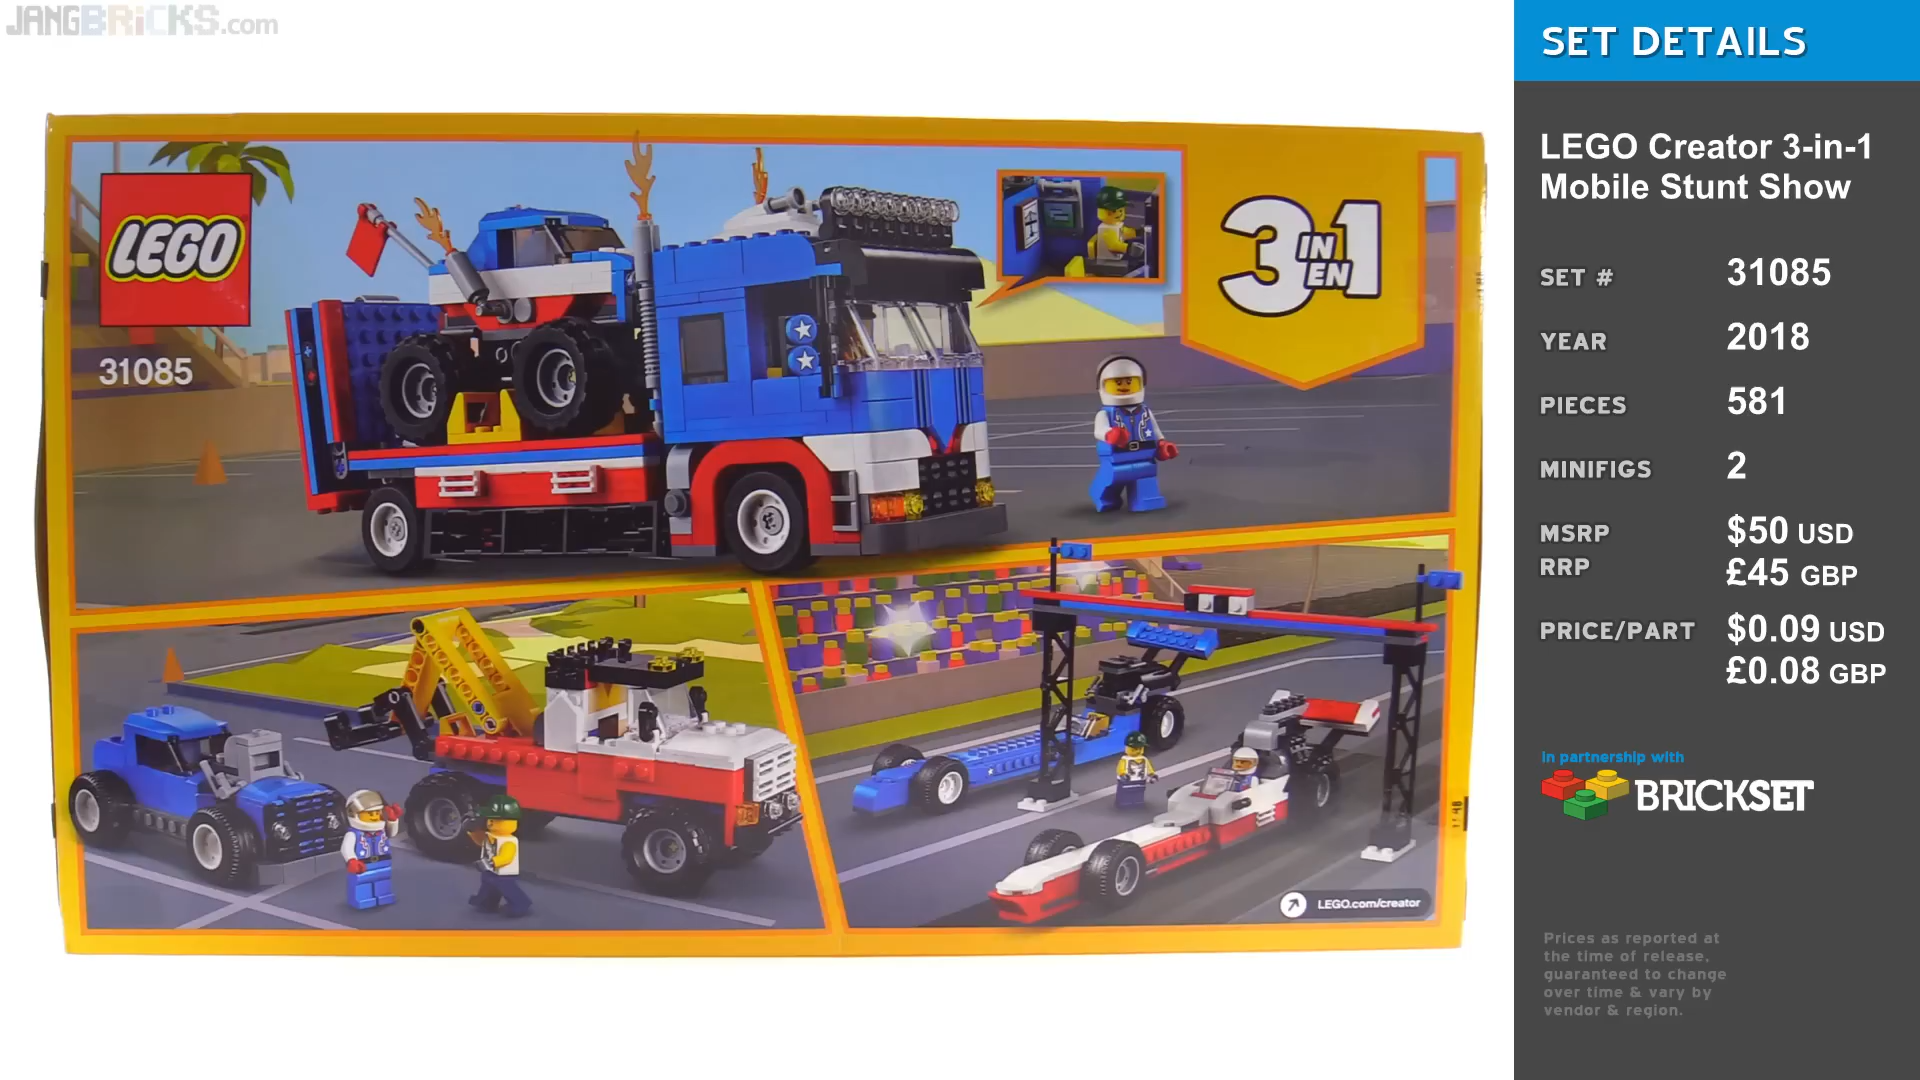 JANGBRiCKS.com
LEGO
31085
3 IN EN 1
LEGO.com/creator
SET DETAILS
LEGO Creator 3-in-1
Mobile Stunt Show
SET # 31085
YEAR 2018
PIECES 581
MINIFIGS 2
MSRP $50 USD
RRP £45 GBP
PRICE/PART $0.09 USD
£0.08 GBP
in partnership with
BRICKSET
Prices as reported at
the time of release,
guaranteed to change
over time & vary by
vendor & region.